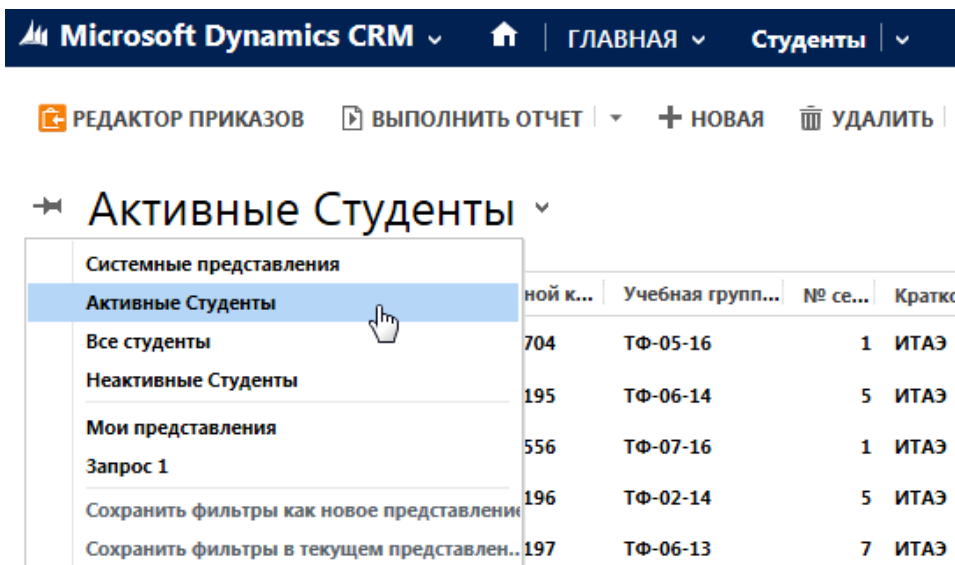 Microsoft Dynamics CRM ГЛАВНАЯ Студенты
РЕДАКТОР ПРИКАЗОВ ВЫПОЛНИТЬ ОТЧЕТ НОВАЯ УДАЛИТЬ
Активные Студенты
Системные представления
Активные Студенты
Все студенты
Неактивные Студенты
Мои представления
Запрос 1
Сохранить фильтры как новое представление
Сохранить фильтры в текущем представлен...
ной к... Учебная групп... № се... Кратко
704 ТФ-05-16 1 ИТАЭ
195 ТФ-06-14 5 ИТАЭ
556 ТФ-07-16 1 ИТАЭ
196 ТФ-02-14 5 ИТАЭ
197 ТФ-06-13 7 ИТАЭ